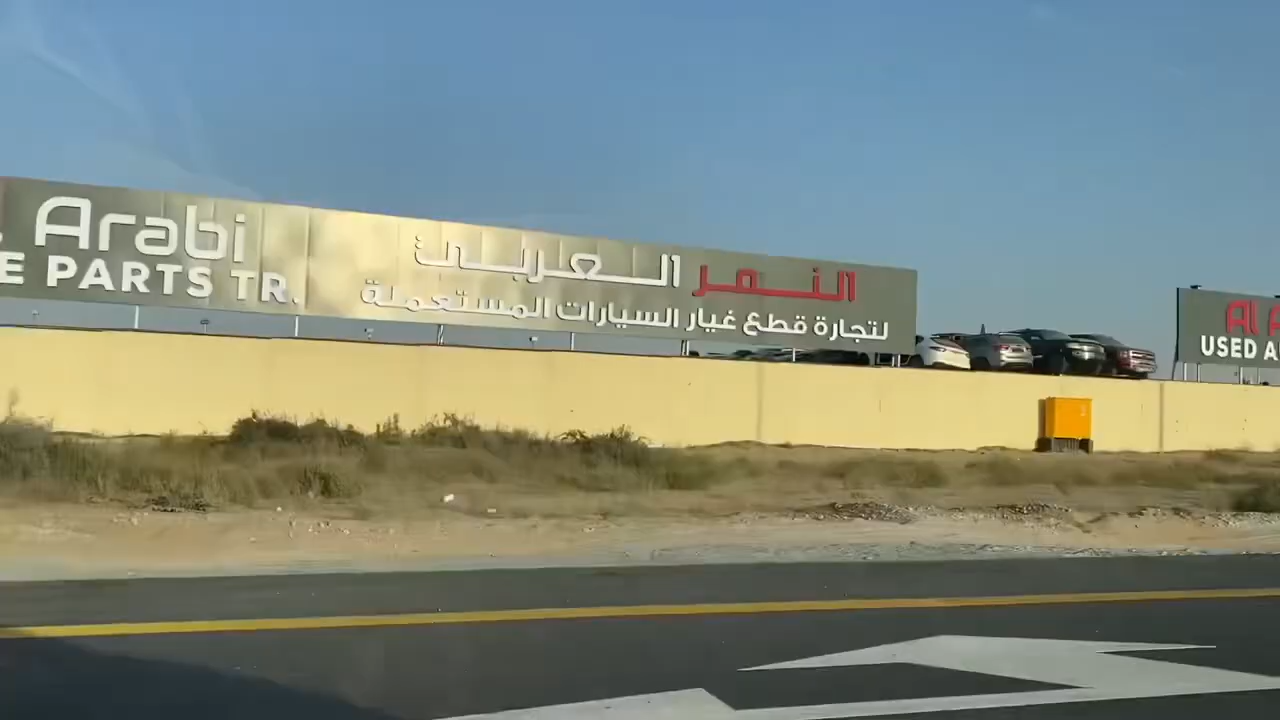 Arabi
E PARTS TR.
النمر العربي
لتجارة قطع غيار السيارات المستعملة
Al A
USED A